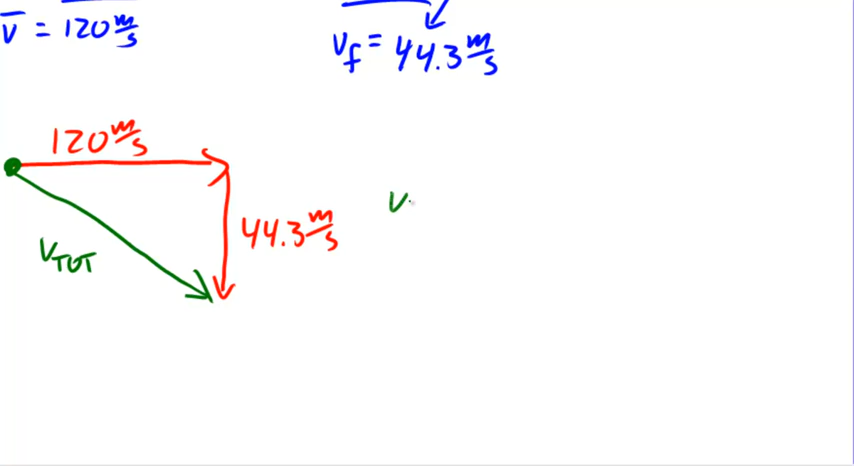 v̄ = 120 m/s
v_f = 44.3 m/s
120 m/s
44.3 m/s
v
v_TOT